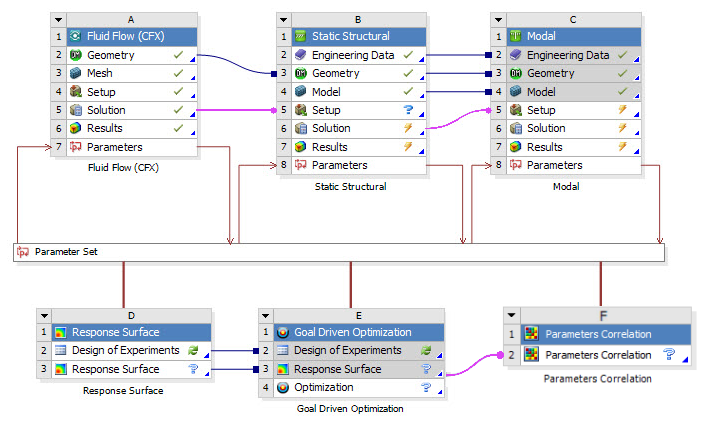 A
1 Fluid Flow (CFX)
2 Geometry
3 Mesh
4 Setup
5 Solution
6 Results
7 Parameters
Fluid Flow (CFX)
B
1 Static Structural
2 Engineering Data
3 Geometry
4 Model
5 Setup ?
6 Solution
7 Results
8 Parameters
Static Structural
C
1 Modal
2 Engineering Data
3 Geometry
4 Model
5 Setup
6 Solution
7 Results
8 Parameters
Modal
Parameter Set
D
1 Response Surface
2 Design of Experiments
3 Response Surface ?
Response Surface
E
1 Goal Driven Optimization
2 Design of Experiments
3 Response Surface ?
4 Optimization ?
Goal Driven Optimization
F
1 Parameters Correlation
2 Parameters Correlation ?
Parameters Correlation